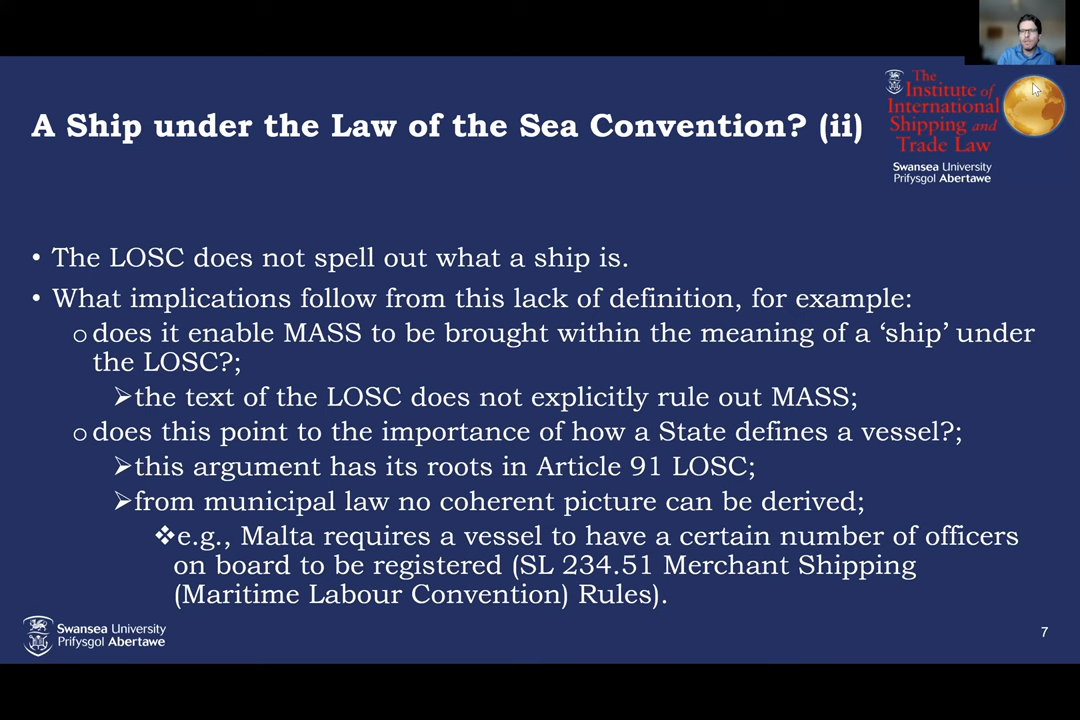 The
Institute of
International
Shipping and
Trade Law
Swansea University
Prifysgol Abertawe
A Ship under the Law of the Sea Convention? (ii)
• The LOSC does not spell out what a ship is.
• What implications follow from this lack of definition, for example:
o does it enable MASS to be brought within the meaning of a ‘ship’ under
the LOSC?;
➢the text of the LOSC does not explicitly rule out MASS;
o does this point to the importance of how a State defines a vessel?;
➢this argument has its roots in Article 91 LOSC;
➢from municipal law no coherent picture can be derived;
❖e.g., Malta requires a vessel to have a certain number of officers
on board to be registered (SL 234.51 Merchant Shipping
(Maritime Labour Convention) Rules).
Swansea University
Prifysgol Abertawe
7